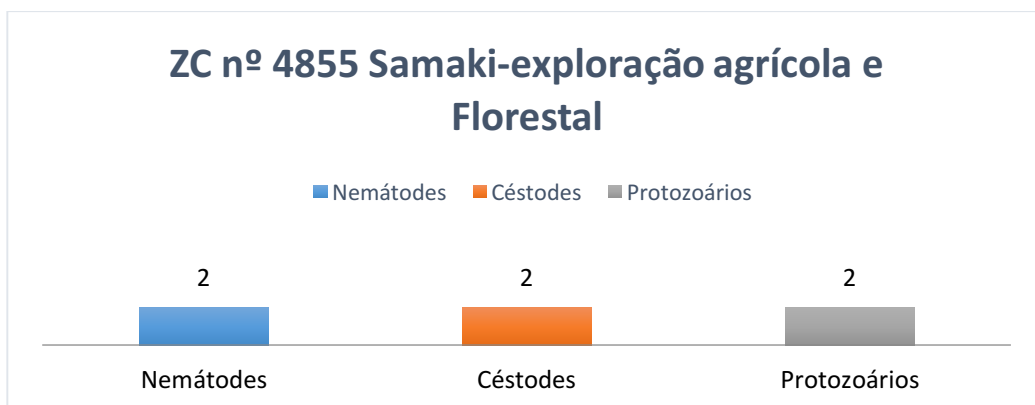 ZC nº 4855 Samaki-exploração agrícola e
Florestal
Nemátodes Céstodes Protozoários
2 2 2
Nemátodes Céstodes Protozoários